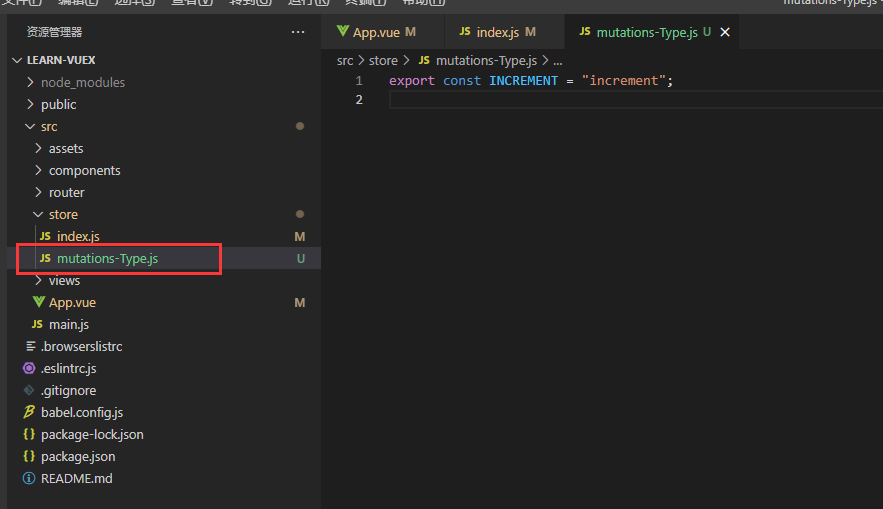 mutations-Type.js
资源管理器 ···
App.vue M
JS index.js M
JS mutations-Type.js U
LEARN-VUEX
src > store > JS mutations-Type.js > ...
node_modules
1 export const INCREMENT = "increment";
public
2
src
assets
components
router
store
JS index.js M
JS mutations-Type.js U
views
App.vue M
JS main.js
.browserslistrc
.eslintrc.js
.gitignore
babel.config.js
{} package-lock.json
{} package.json
README.md